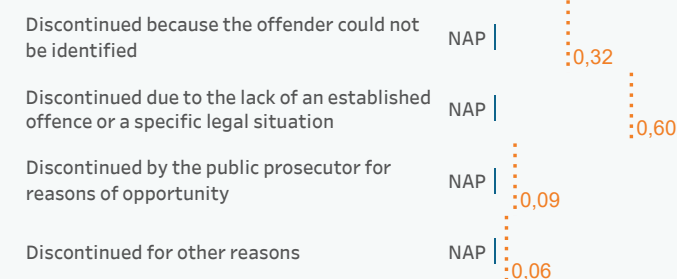 Discontinued because the offender could not
be identified
NAP
0,32
Discontinued due to the lack of an established
offence or a specific legal situation
NAP
0,60
Discontinued by the public prosecutor for
reasons of opportunity
NAP
0,09
Discontinued for other reasons
NAP
0,06